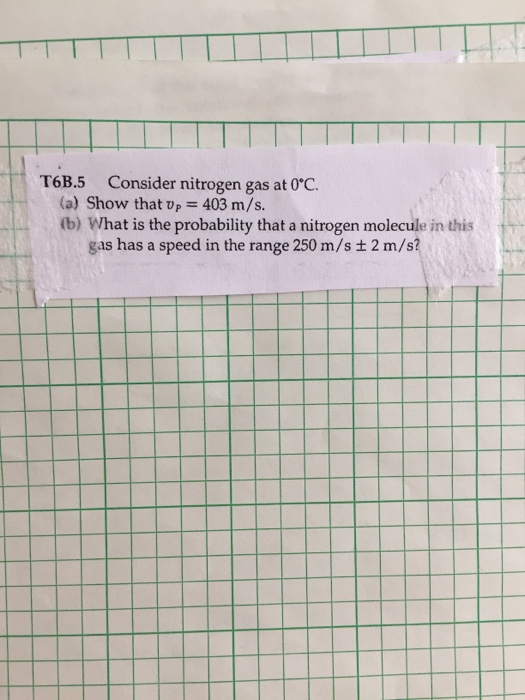 T6B.5 Consider nitrogen gas at 0°C.
(a) Show that vP = 403 m/s.
(b) What is the probability that a nitrogen molecule in this
gas has a speed in the range 250 m/s ± 2 m/s?